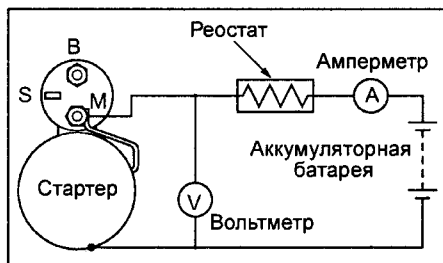 Реостат
B
Амперметр
S
M
A
Аккумуляторная
батарея
Стартер
V
Вольтметр